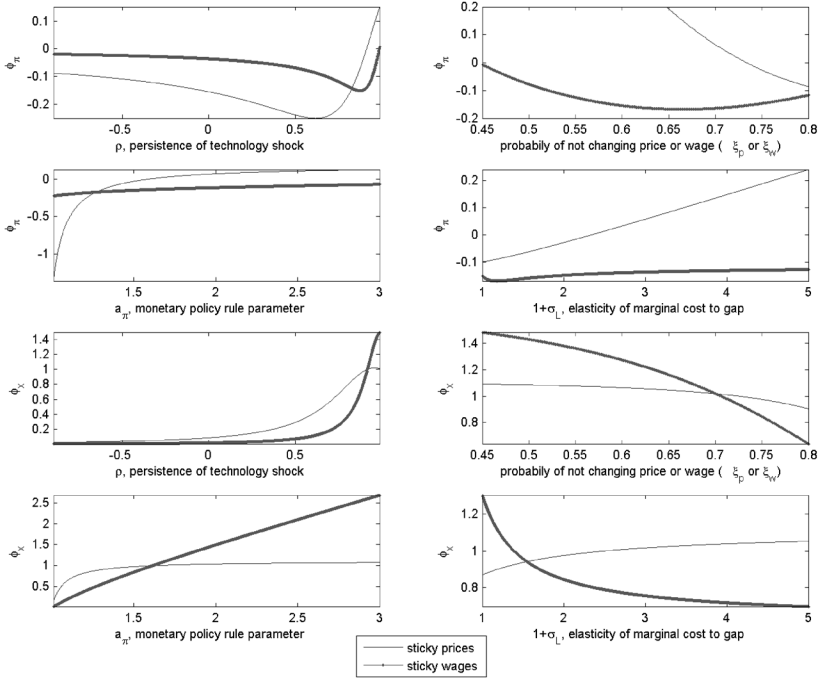 0.15
0.1
0
-0.1
-0.2
ϕπ
-0.5 0 0.5
ρ, persistence of technology shock
0.2
0.1
0
-0.1
-0.2
ϕπ
0.45 0.5 0.55 0.6 0.65 0.7 0.75 0.8
probabily of not changing price or wage ( ξp or ξw)
0
-0.5
-1
ϕπ
1.5 2 2.5 3
aπ, monetary policy rule parameter
0.2
0.1
0
-0.1
ϕπ
1 2 3 4 5
1+σL, elasticity of marginal cost to gap
1.4
1.2
1
0.8
0.6
0.4
0.2
ϕx
-0.5 0 0.5
ρ, persistence of technology shock
1.4
1.2
1
0.8
ϕx
0.45 0.5 0.55 0.6 0.65 0.7 0.75 0.8
probabily of not changing price or wage ( ξp or ξw)
2.5
2
1.5
1
0.5
ϕx
1.5 2 2.5 3
aπ, monetary policy rule parameter
1.2
1
0.8
ϕx
1 2 3 4 5
1+σL, elasticity of marginal cost to gap
sticky prices
sticky wages